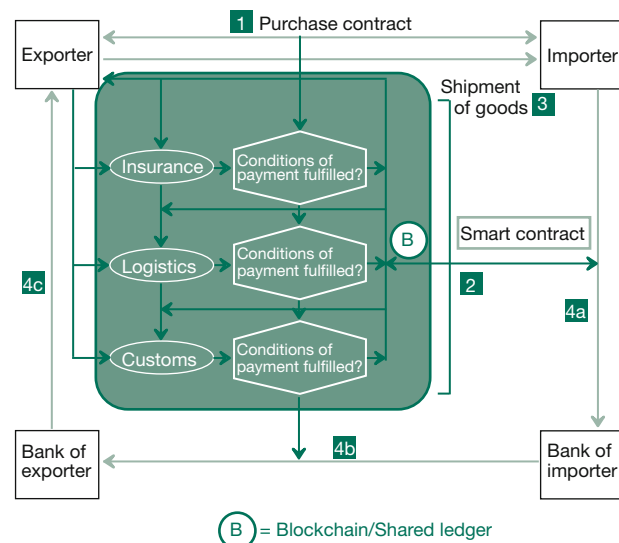 1 Purchase contract
Exporter
Importer
Shipment
of goods 3
Insurance
Conditions of
payment fulfilled?
B
Smart contract
Logistics
Conditions of
payment fulfilled?
2
4c
4a
Customs
Conditions of
payment fulfilled?
Bank of
exporter
4b
Bank of
importer
B = Blockchain/Shared ledger